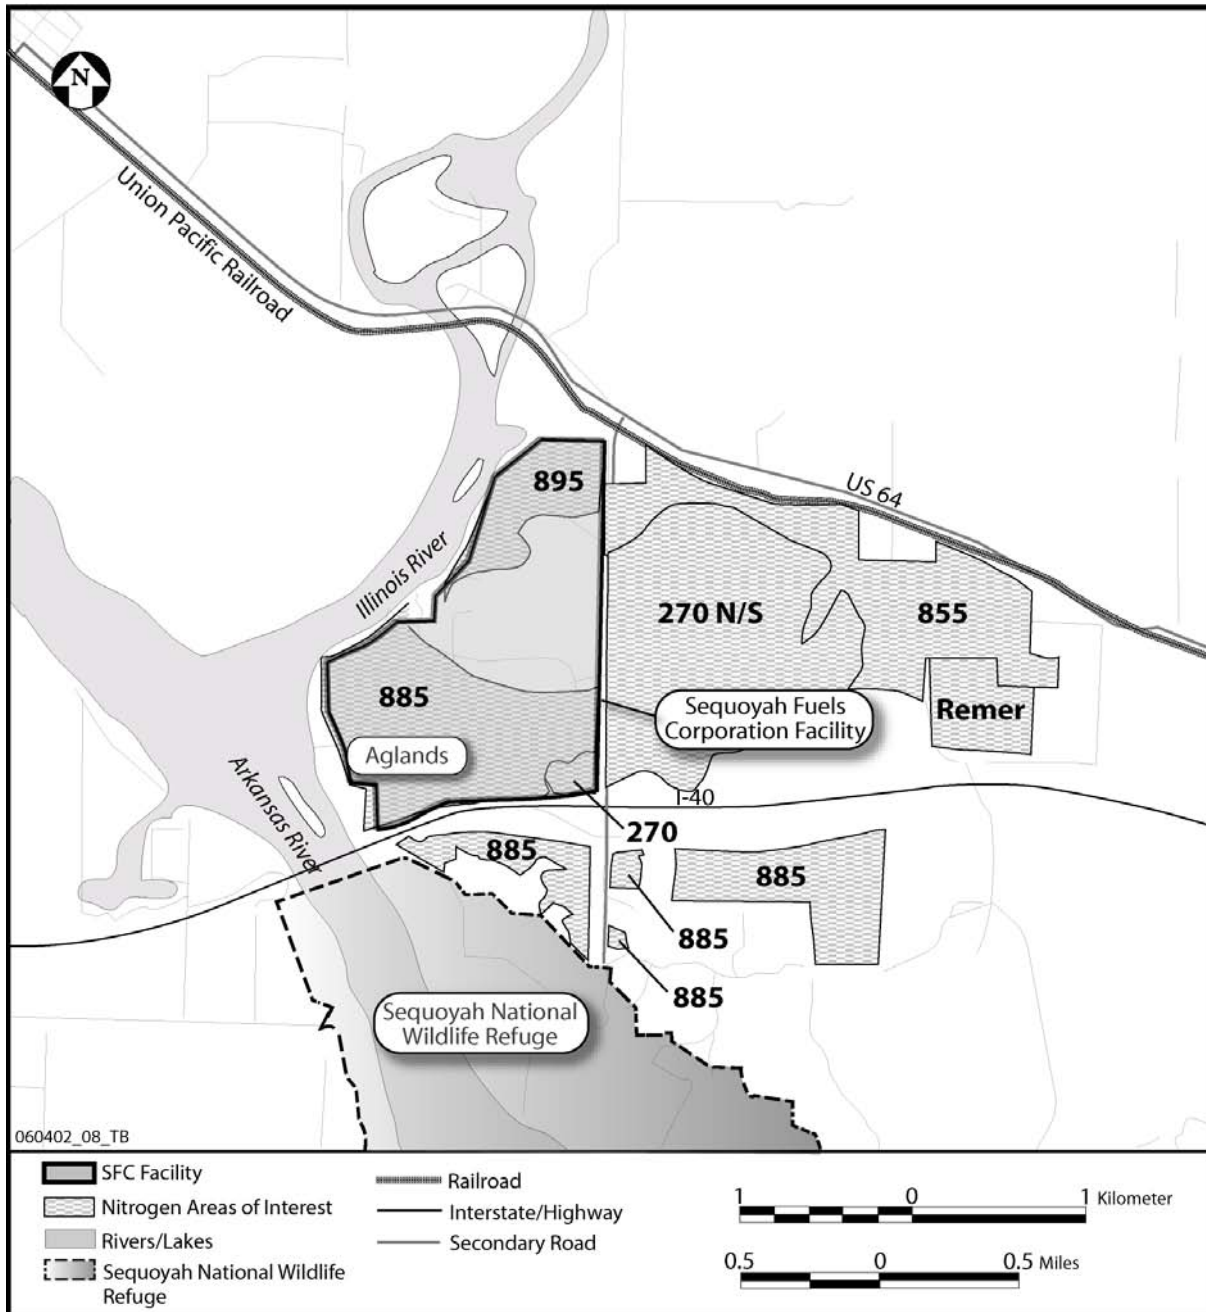 N
Union Pacific Railroad
895
US 64
Illinois River
270 N/S
855
885
Sequoyah Fuels
Corporation Facility
Remer
Aglands
Arkansas River
I-40
270
885
885
885
885
Sequoyah National
Wildlife Refuge
060402_08_TB
SFC Facility
Nitrogen Areas of Interest
Rivers/Lakes
Sequoyah National Wildlife
Refuge
Railroad
Interstate/Highway
Secondary Road
1 0 1 Kilometer
0.5 0 0.5 Miles